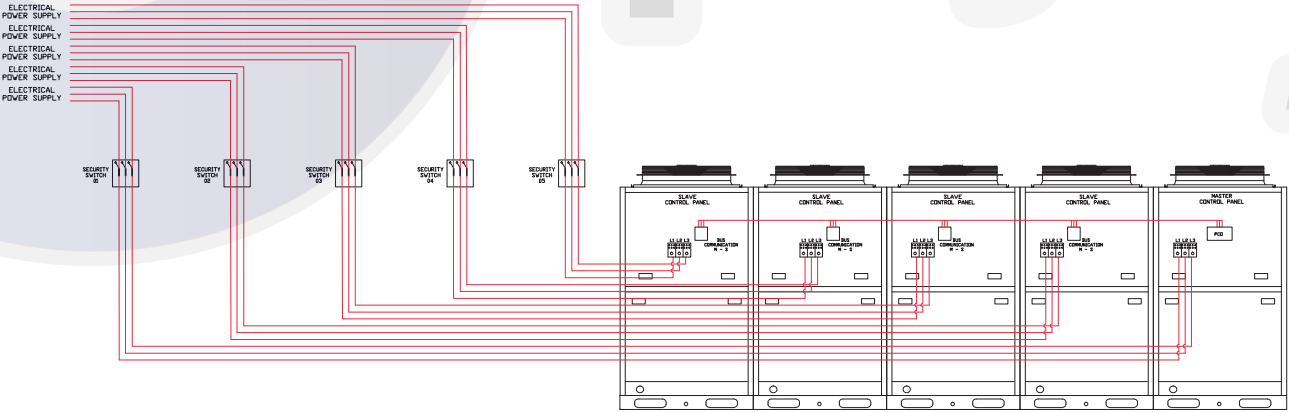 ELECTRICAL
POWER SUPPLY
ELECTRICAL
POWER SUPPLY
ELECTRICAL
POWER SUPPLY
ELECTRICAL
POWER SUPPLY
ELECTRICAL
POWER SUPPLY
SECURITY
SWITCH
01
SECURITY
SWITCH
02
SECURITY
SWITCH
03
SECURITY
SWITCH
04
SECURITY
SWITCH
05
SLAVE
CONTROL PANEL
L1 L2 L3
BUS
COMMUNICATION
M - S
SLAVE
CONTROL PANEL
L1 L2 L3
BUS
COMMUNICATION
M - S
SLAVE
CONTROL PANEL
L1 L2 L3
BUS
COMMUNICATION
M - S
SLAVE
CONTROL PANEL
L1 L2 L3
BUS
COMMUNICATION
M - S
MASTER
CONTROL PANEL
L1 L2 L3
PCO